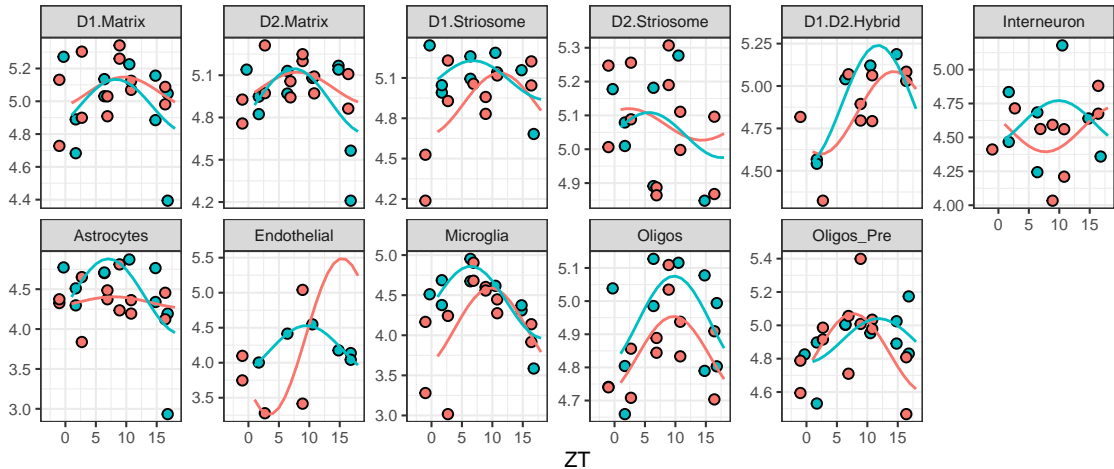 D1.Matrix D2.Matrix D1.Striosome D2.Striosome D1.D2.Hybrid Interneuron
5.2 5.0 4.8 4.6 4.4
5.4 5.1 4.8 4.5 4.2
5.4 5.0 4.6 4.2
5.3 5.2 5.1 5.0 4.9
5.25 5.00 4.75 4.50
5.25 5.00 4.75 4.50 4.25 4.00
0 5 10 15
Astrocytes Endothelial Microglia Oligos Oligos_Pre
4.5 4.0 3.5 3.0
5.5 5.0 4.5 4.0 3.5
5.0 4.5 4.0 3.5 3.0
5.1 5.0 4.9 4.8 4.7
5.4 5.2 5.0 4.8 4.6
0 5 10 15 0 5 10 15 0 5 10 15 0 5 10 15 0 5 10 15
ZT